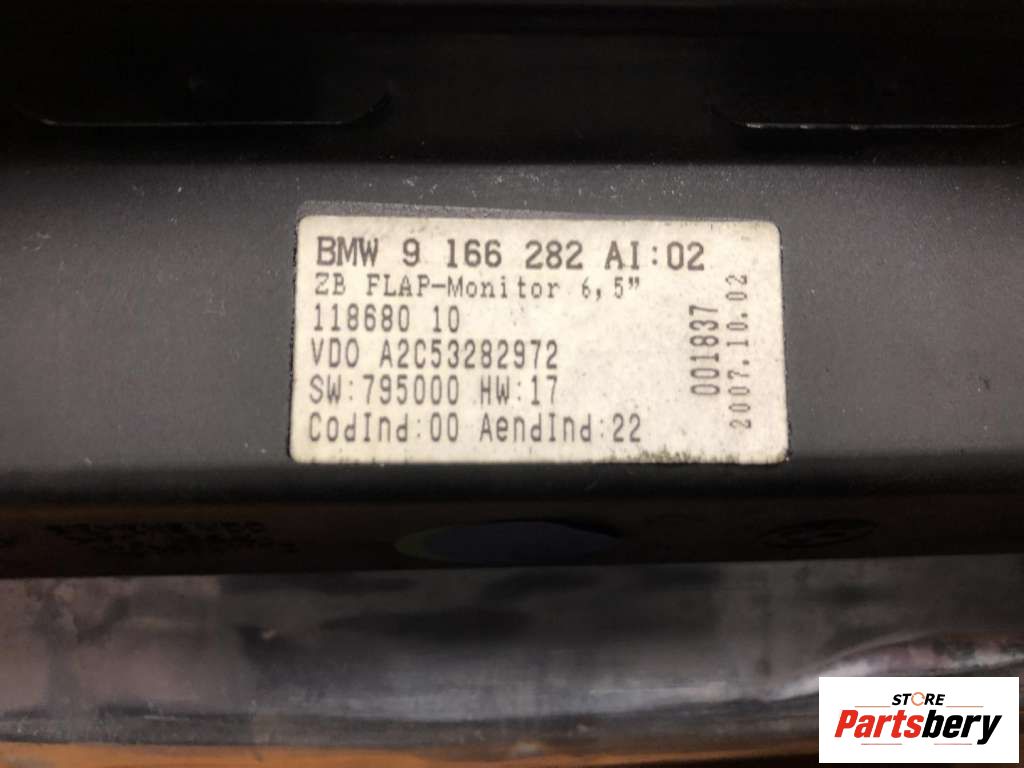 BMW 9 166 282 AI:02
ZB FLAP-Monitor 6,5”
118680 10
VDO A2C53282972
SW:795000 HW:17
CodInd:00 AendInd:22
001837
2007.10.02
STORE
Partsbery